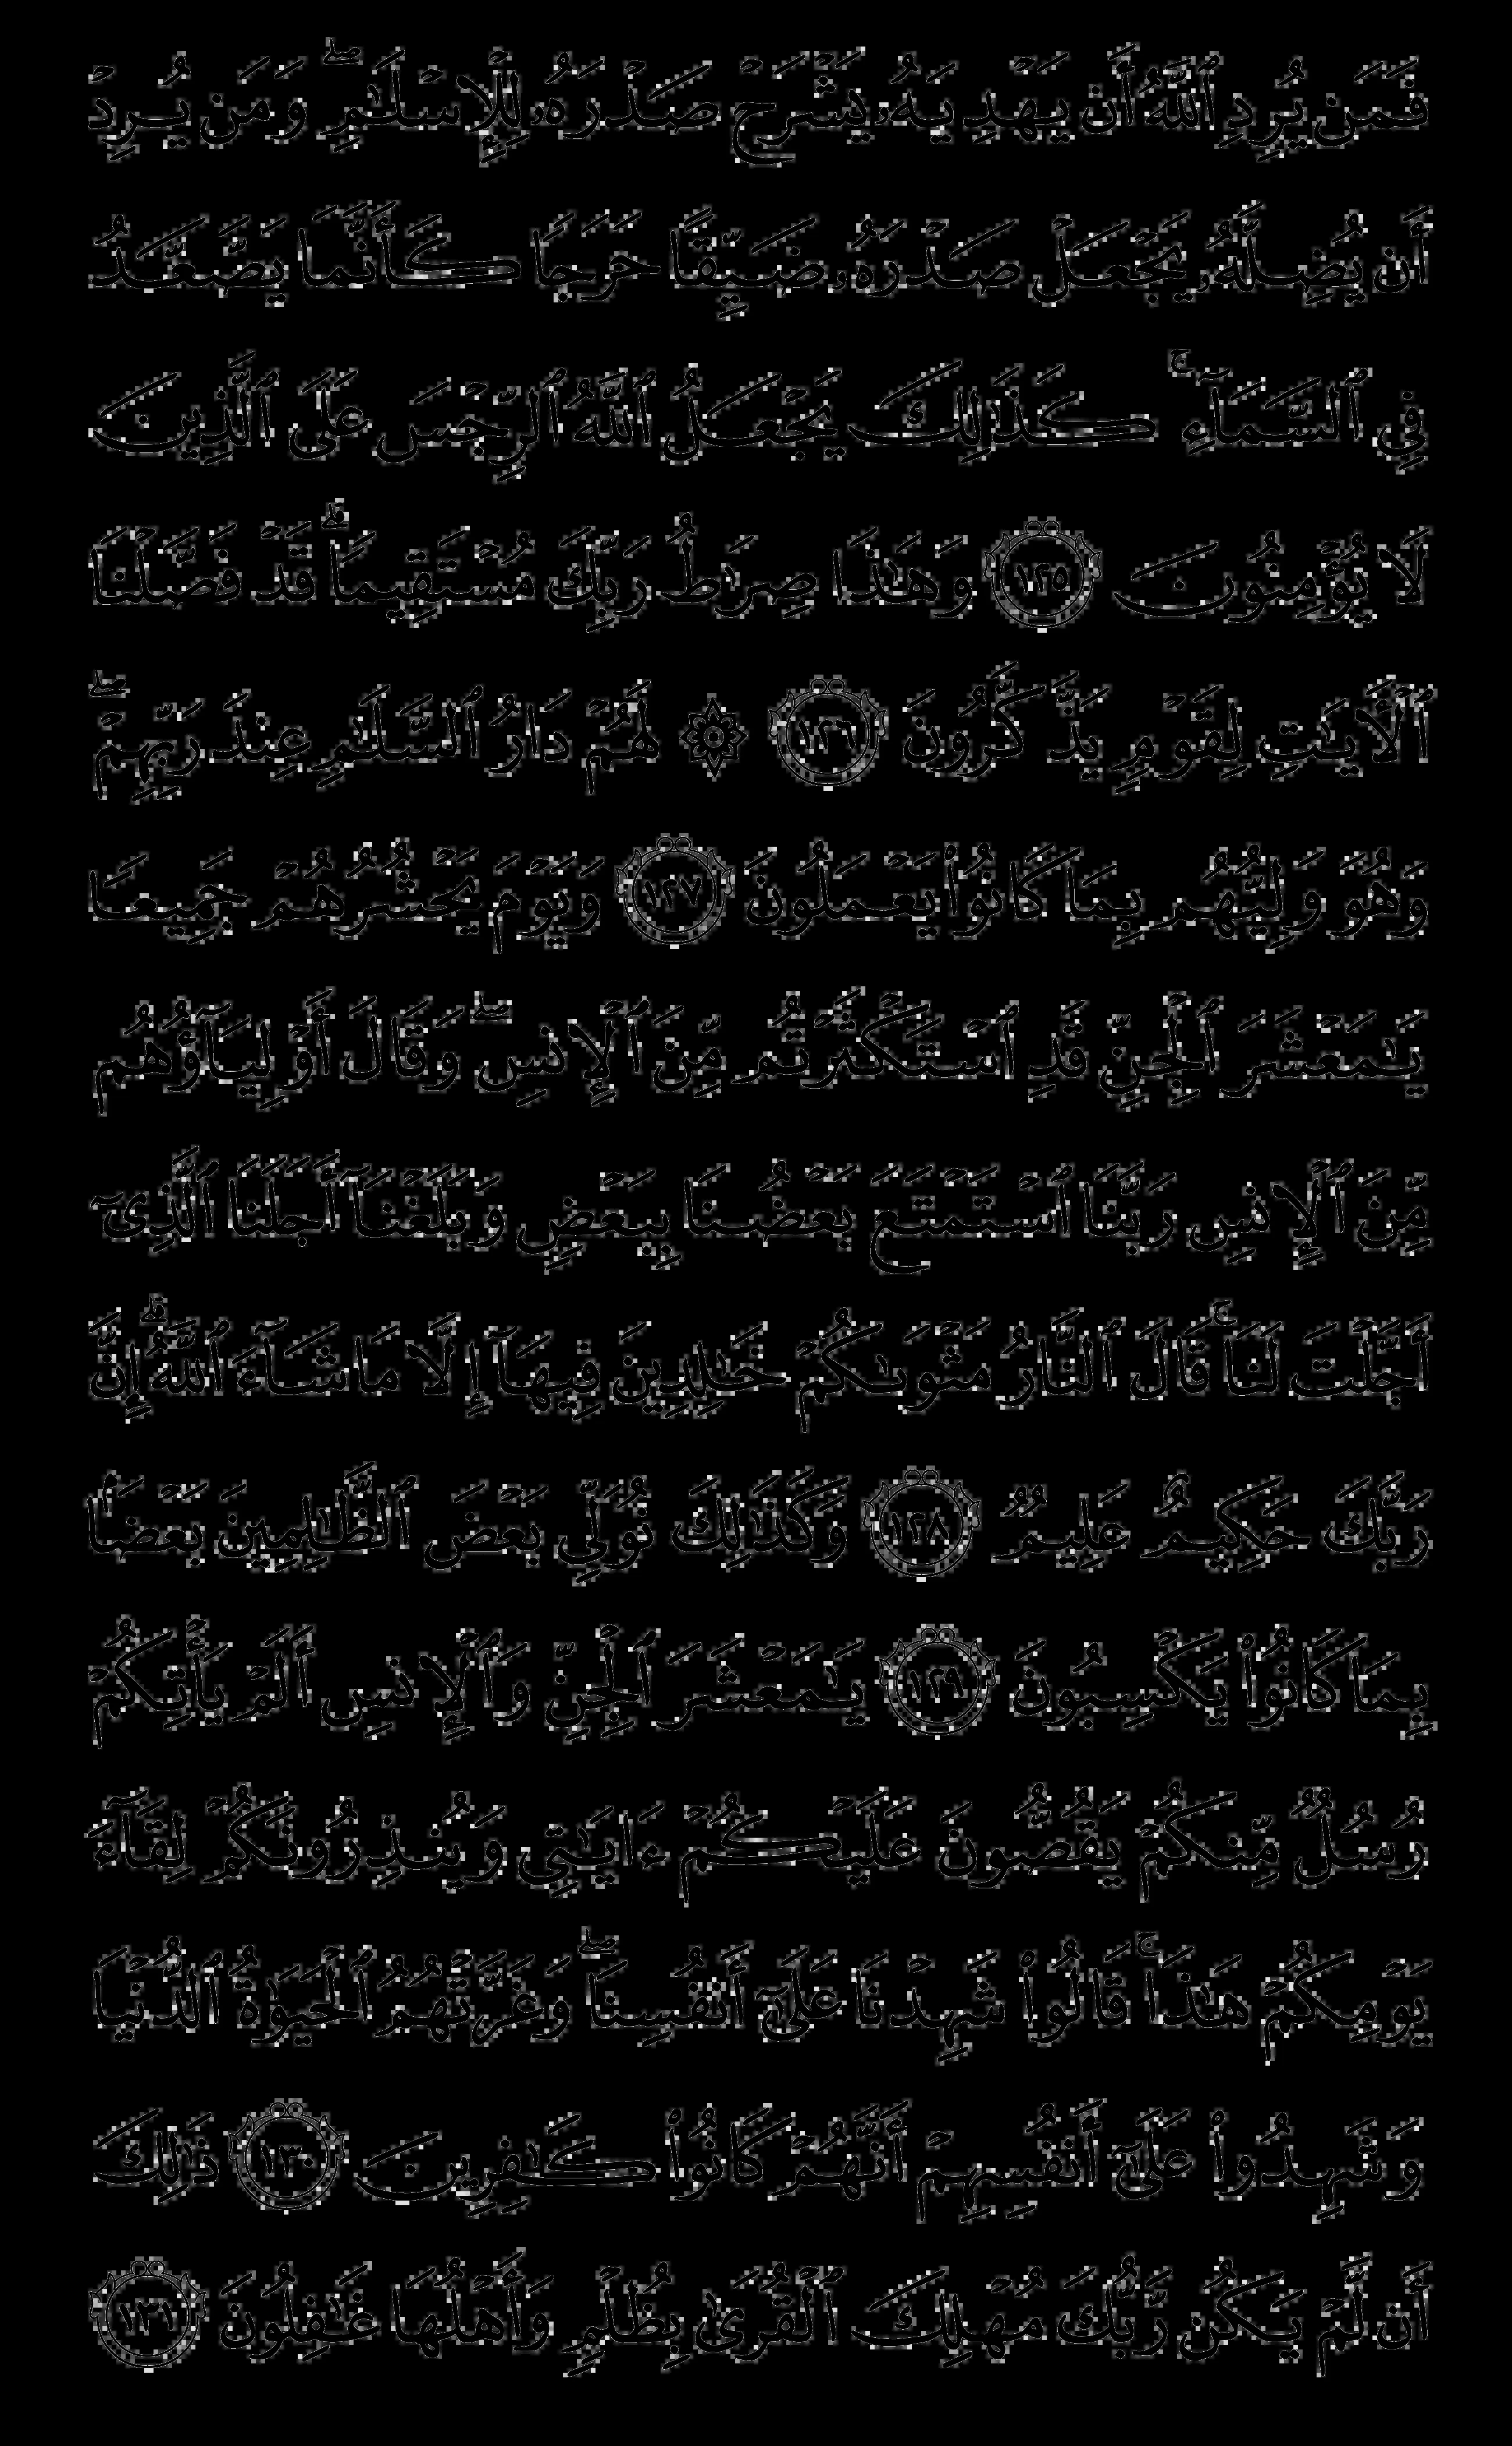 فَمَن يُرِدِ ٱللَّهُ أَن يَهْدِيَهُۥ يَشْرَحْ صَدْرَهُۥ لِلْإِسْلَٰمِ ۖ وَمَن يُرِدْ
أَن يُضِلَّهُۥ يَجْعَلْ صَدْرَهُۥ ضَيِّقًا حَرَجًا كَأَنَّمَا يَصَّعَّدُ
فِى ٱلسَّمَآءِ ۚ كَذَٰلِكَ يَجْعَلُ ٱللَّهُ ٱلرِّجْسَ عَلَى ٱلَّذِينَ
لَا يُؤْمِنُونَ ١٢٥ وَهَٰذَا صِرَٰطُ رَبِّكَ مُسْتَقِيمًا ۗ قَدْ فَصَّلْنَا
ٱلْـَٔايَٰتِ لِقَوْمٍ يَذَّكَّرُونَ ١٢٦ ۞ لَهُمْ دَارُ ٱلسَّلَٰمِ عِندَ رَبِّهِمْ ۖ
وَهُوَ وَلِيُّهُم بِمَا كَانُوا۟ يَعْمَلُونَ ١٢٧ وَيَوْمَ يَحْشُرُهُمْ جَمِيعًا
يَٰمَعْشَرَ ٱلْجِنِّ قَدِ ٱسْتَكْثَرْتُم مِّنَ ٱلْإِنسِ ۖ وَقَالَ أَوْلِيَآؤُهُم
مِّنَ ٱلْإِنسِ رَبَّنَا ٱسْتَمْتَعَ بَعْضُنَا بِبَعْضٍ وَبَلَغْنَآ أَجَلَنَا ٱلَّذِىٓ
أَجَّلْتَ لَنَا ۚ قَالَ ٱلنَّارُ مَثْوَىٰكُمْ خَٰلِدِينَ فِيهَآ إِلَّا مَا شَآءَ ٱللَّهُ ۗ إِنَّ
رَبَّكَ حَكِيمٌ عَلِيمٌ ١٢٨ وَكَذَٰلِكَ نُوَلِّى بَعْضَ ٱلظَّٰلِمِينَ بَعْضًۢا
بِمَا كَانُوا۟ يَكْسِبُونَ ١٢٩ يَٰمَعْشَرَ ٱلْجِنِّ وَٱلْإِنسِ أَلَمْ يَأْتِكُمْ
رُسُلٌ مِّنكُمْ يَقُصُّونَ عَلَيْكُمْ ءَايَٰتِى وَيُنذِرُونَكُمْ لِقَآءَ
يَوْمِكُمْ هَٰذَا ۚ قَالُوا۟ شَهِدْنَا عَلَىٰٓ أَنفُسِنَا ۖ وَغَرَّتْهُمُ ٱلْحَيَوٰةُ ٱلدُّنْيَا
وَشَهِدُوا۟ عَلَىٰٓ أَنفُسِهِمْ أَنَّهُمْ كَانُوا۟ كَٰفِرِينَ ١٣٠ ذَٰلِكَ
أَن لَّمْ يَكُن رَّبُّكَ مُهْلِكَ ٱلْقُرَىٰ بِظُلْمٍ وَأَهْلُهَا غَٰفِلُونَ ١٣١